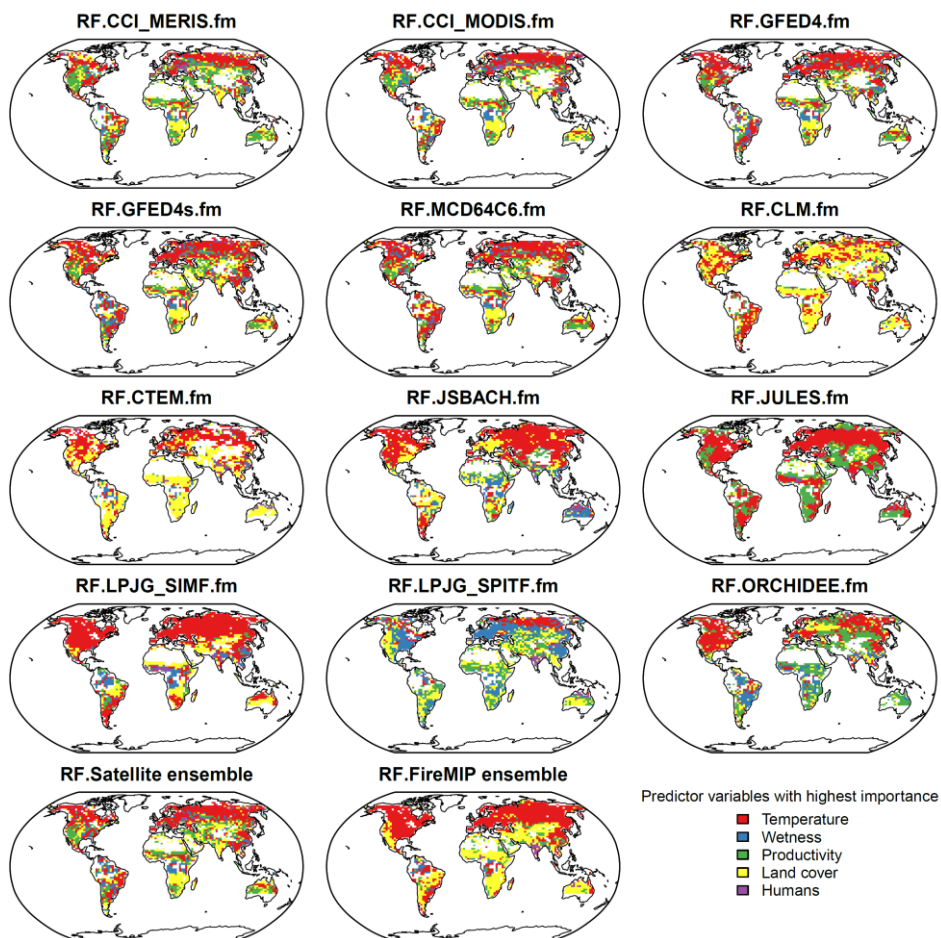 RF.CCI_MERIS.fm
RF.CCI_MODIS.fm
RF.GFED4.fm
RF.GFED4s.fm
RF.MCD64C6.fm
RF.CLM.fm
RF.CTEM.fm
RF.JSBACH.fm
RF.JULES.fm
RF.LPJG_SIMF.fm
RF.LPJG_SPITF.fm
RF.ORCHIDEE.fm
RF.Satellite ensemble
RF.FireMIP ensemble
Predictor variables with highest importance
Temperature
Wetness
Productivity
Land cover
Humans